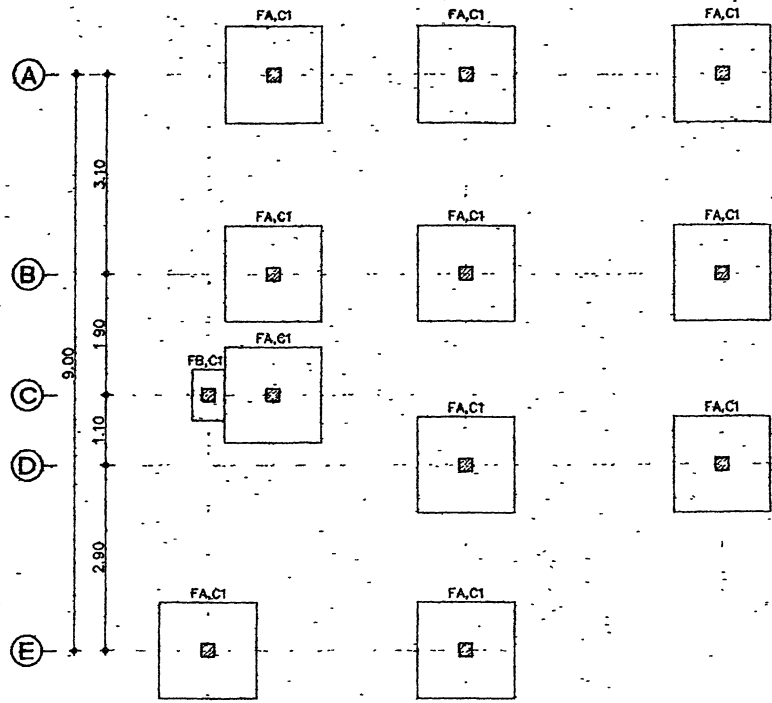 FA,C1 FA,C1 FA,C1
A
3.10
FA,C1 FA,C1 FA,C1
B
1.90
FA,C1
9.00
FB,C1
C
1.10
FA,C1 FA,C1
D
2.90
FA,C1 FA,C1
E